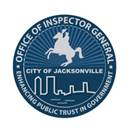 OFFICE OF INSPECTOR GENERAL
CITY OF JACKSONVILLE
ENHANCING PUBLIC TRUST IN GOVERNMENT